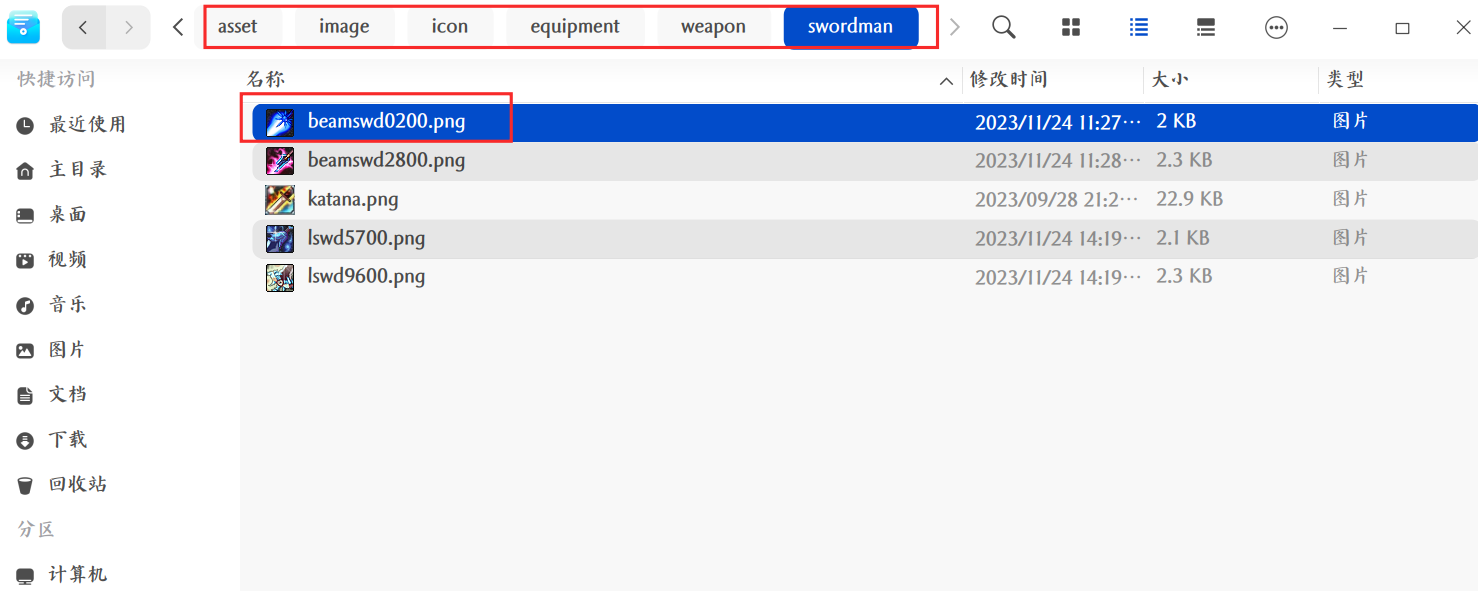 asset image icon equipment weapon swordman
快捷访问
最近使用
主目录
桌面
视频
音乐
图片
文档
下载
回收站
分区
计算机
名称 修改时间 大小 类型
beamswd0200.png 2023/11/24 11:27··· 2 KB 图片
beamswd2800.png 2023/11/24 11:28··· 2.3 KB 图片
katana.png 2023/09/28 21:2··· 22.9 KB 图片
lswd5700.png 2023/11/24 14:19··· 2.1 KB 图片
lswd9600.png 2023/11/24 14:19··· 2.3 KB 图片